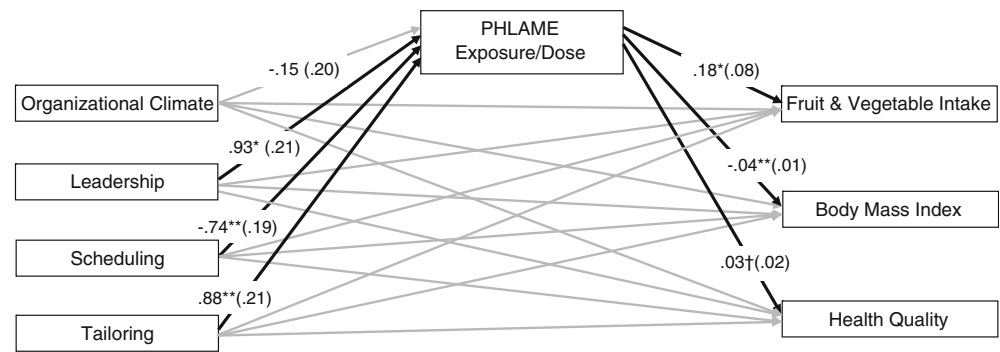 PHLAME
Exposure/Dose
-.15 (.20)
.18*(.08)
Organizational Climate
Fruit & Vegetable Intake
.93* (.21)
-.04**(.01)
Leadership
Body Mass Index
-.74**(.19)
Scheduling
.03†(.02)
.88**(.21)
Tailoring
Health Quality